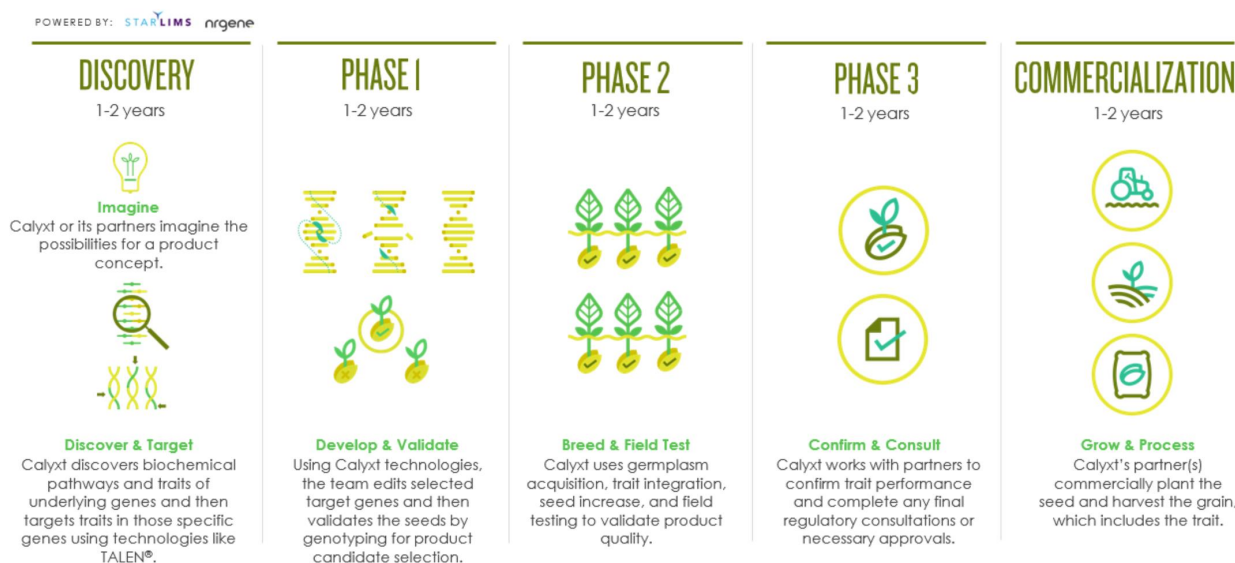 POWERED BY: STARLIMS nrgene
DISCOVERY
1-2 years
Imagine
Calyxt or its partners imagine the
possibilities for a product
concept.
Discover & Target
Calyxt discovers biochemical
pathways and traits of
underlying genes and then
targets traits in those specific
genes using technologies like
TALEN®.
PHASE 1
1-2 years
Develop & Validate
Using Calyxt technologies,
the team edits selected
target genes and then
validates the seeds by
genotyping for product
candidate selection.
PHASE 2
1-2 years
Breed & Field Test
Calyxt uses germplasm
acquisition, trait integration,
seed increase, and field
testing to validate product
quality.
PHASE 3
1-2 years
Confirm & Consult
Calyxt works with partners to
confirm trait performance
and complete any final
regulatory consultations or
necessary approvals.
COMMERCIALIZATION
1-2 years
Grow & Process
Calyxt's partner(s)
commercially plant the
seed and harvest the grain,
which includes the trait.